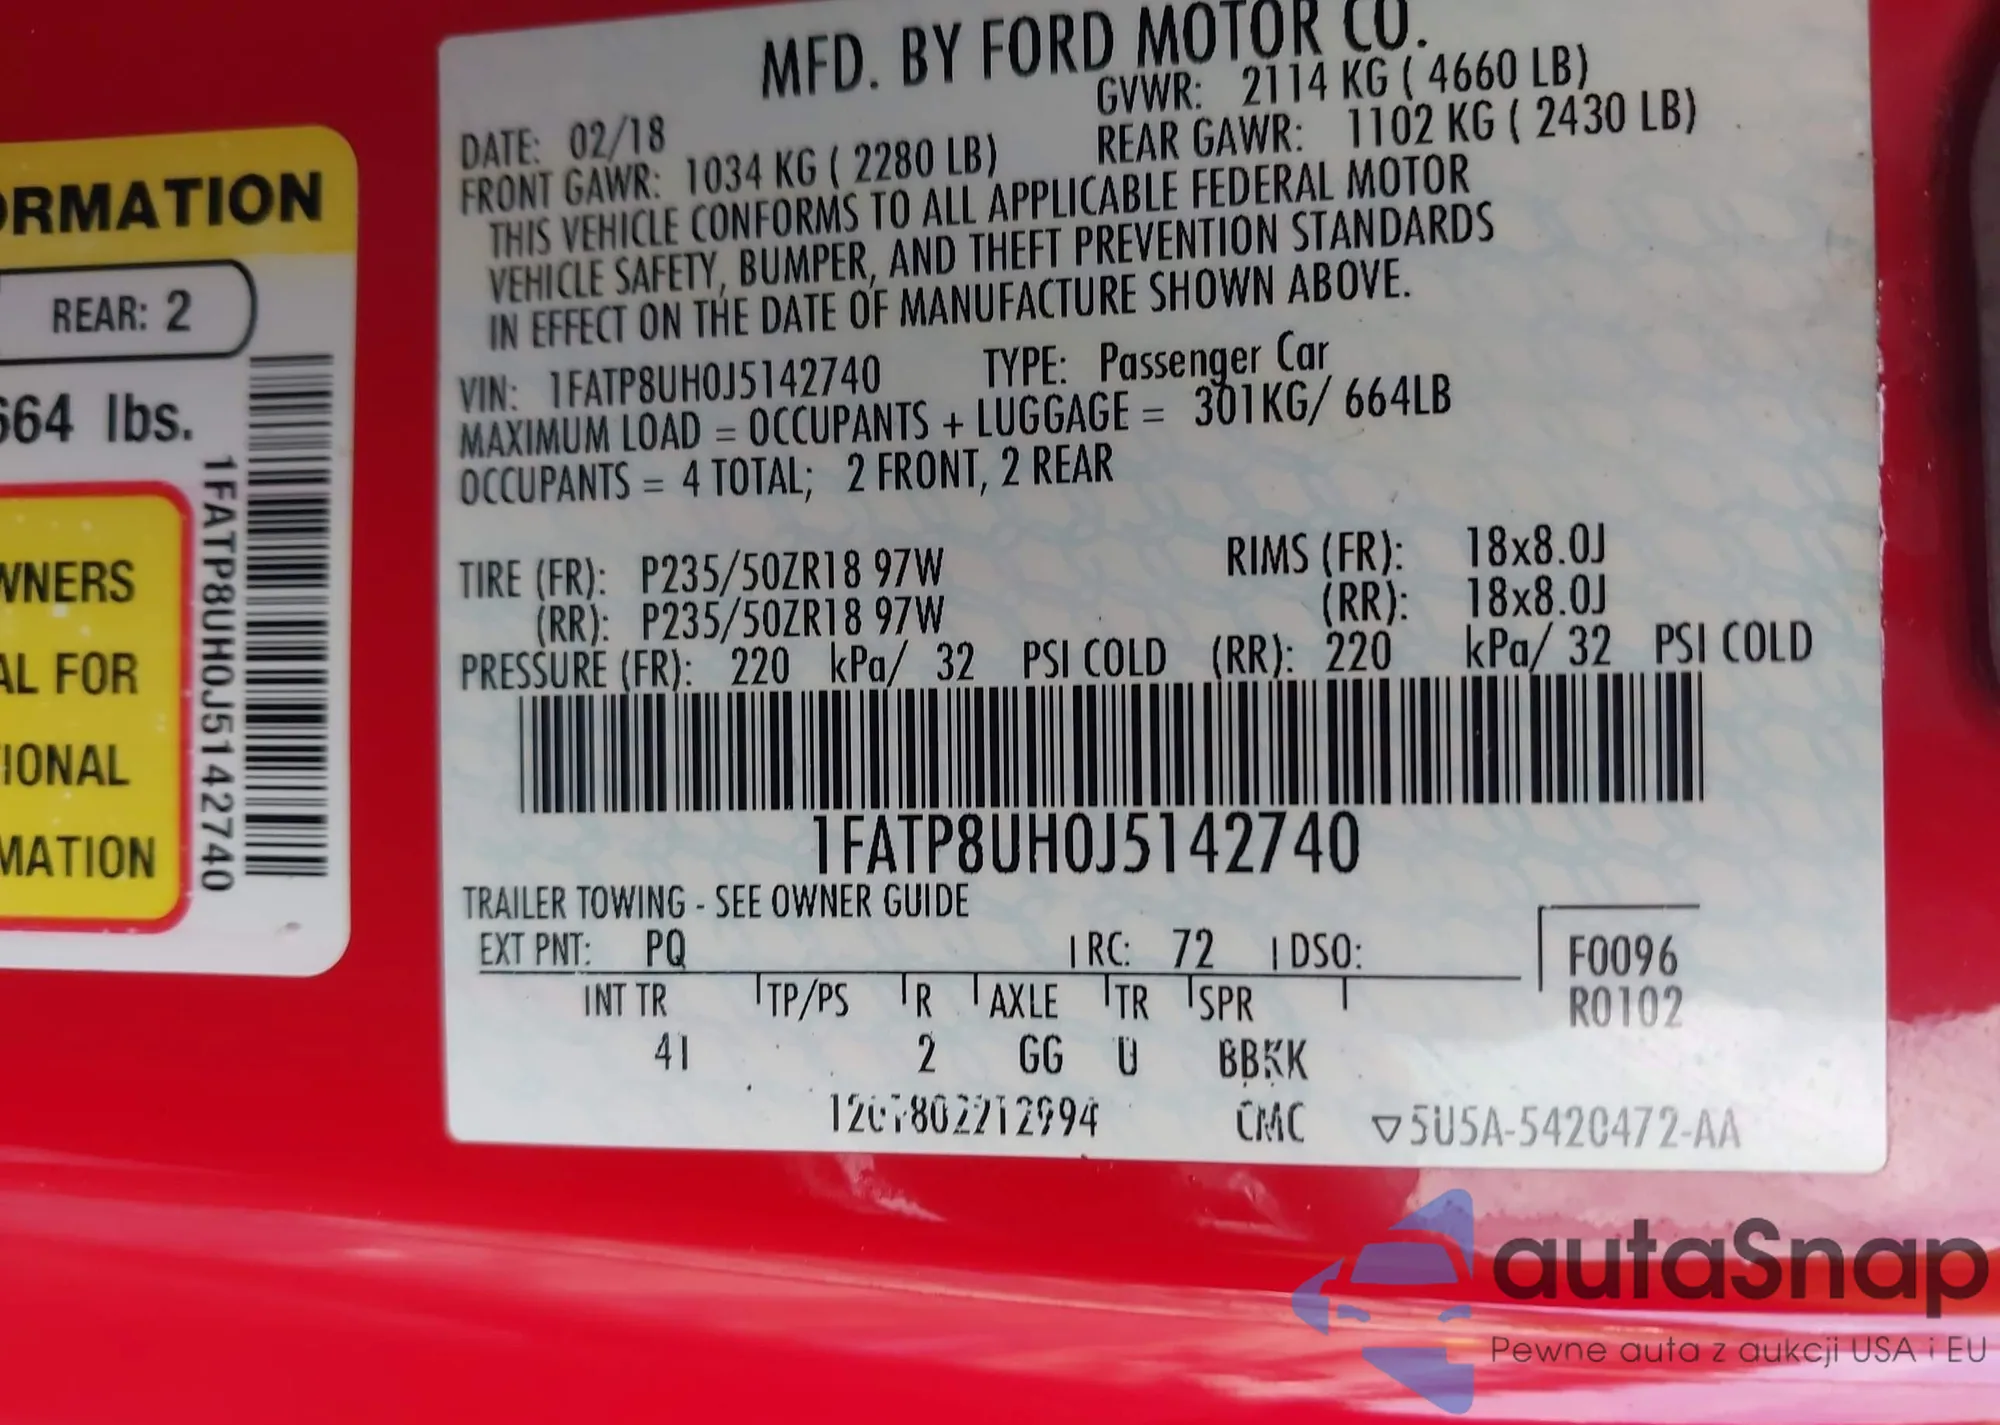 ORMATION
REAR: 2
664 lbs.
1FATP8UH0J5142740
WNERS
AL FOR
IONAL
MATION
MFD. BY FORD MOTOR CO.
DATE: 02/18 GVWR: 2114 KG ( 4660 LB)
FRONT GAWR: 1034 KG ( 2280 LB) REAR GAWR: 1102 KG ( 2430 LB)
THIS VEHICLE CONFORMS TO ALL APPLICABLE FEDERAL MOTOR
VEHICLE SAFETY, BUMPER, AND THEFT PREVENTION STANDARDS
IN EFFECT ON THE DATE OF MANUFACTURE SHOWN ABOVE.
VIN: 1FATP8UH0J5142740 TYPE: Passenger Car
MAXIMUM LOAD = OCCUPANTS + LUGGAGE = 301KG/ 664LB
OCCUPANTS = 4 TOTAL; 2 FRONT, 2 REAR
TIRE (FR): P235/50ZR18 97W RIMS (FR): 18x8.0J
(RR): P235/50ZR18 97W (RR): 18x8.0J
PRESSURE (FR): 220 kPa/ 32 PSI COLD (RR): 220 kPa/ 32 PSI COLD
1FATP8UH0J5142740
TRAILER TOWING - SEE OWNER GUIDE
EXT PNT: PQ RC: 72 DSO: F0096
INT TR TP/PS R AXLE TR SPR R0102
4I 2 GG U BBKK
CMC ▽5U5A-5420472-AA
autaSnap
Pewne auta z aukcji USA i EU